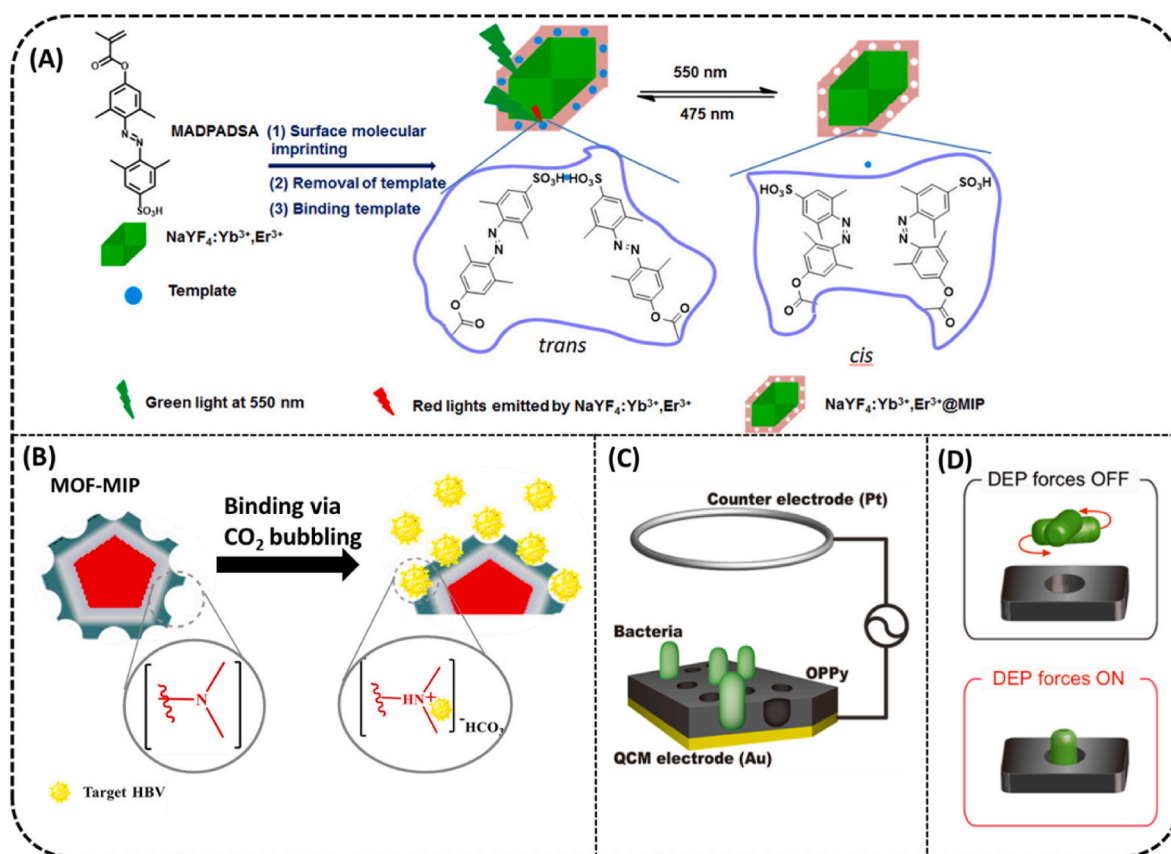 (A)
O
O
N
N
SO₃H
MADPADSA
(1) Surface molecular
imprinting
(2) Removal of template
(3) Binding template
NaYF₄:Yb³⁺,Er³⁺
Template
550 nm
475 nm
SO₃HHO₃S
N
N
N
N
O
O
O
O
trans
HO₃S
SO₃H
N
N
N
N
O
O
O
O
cis
Green light at 550 nm
Red lights emitted by NaYF₄:Yb³⁺,Er³⁺
NaYF₄:Yb³⁺,Er³⁺@MIP
(B)
MOF-MIP
Binding via
CO₂ bubbling
N
HN⁺
⁻HCO₃
Target HBV
(C)
Counter electrode (Pt)
Bacteria
OPPy
QCM electrode (Au)
(D)
DEP forces OFF
DEP forces ON